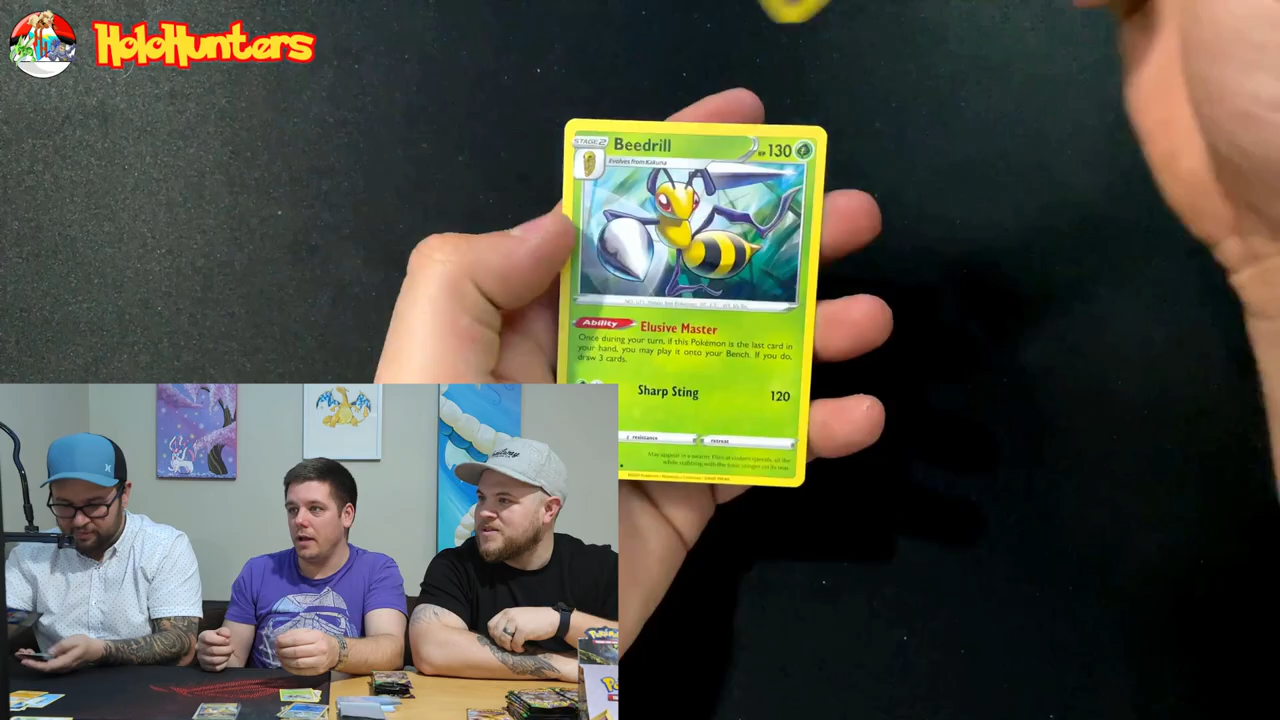 HoloHunters
STAGE 2
Beedrill
HP 130
Evolves from Kakuna
Ability Elusive Master
Once during your turn, if this Pokémon is the last card in
your hand, you may play it onto your Bench. If you do,
draw 3 cards.
Sharp Sting 120
resistance
retreat